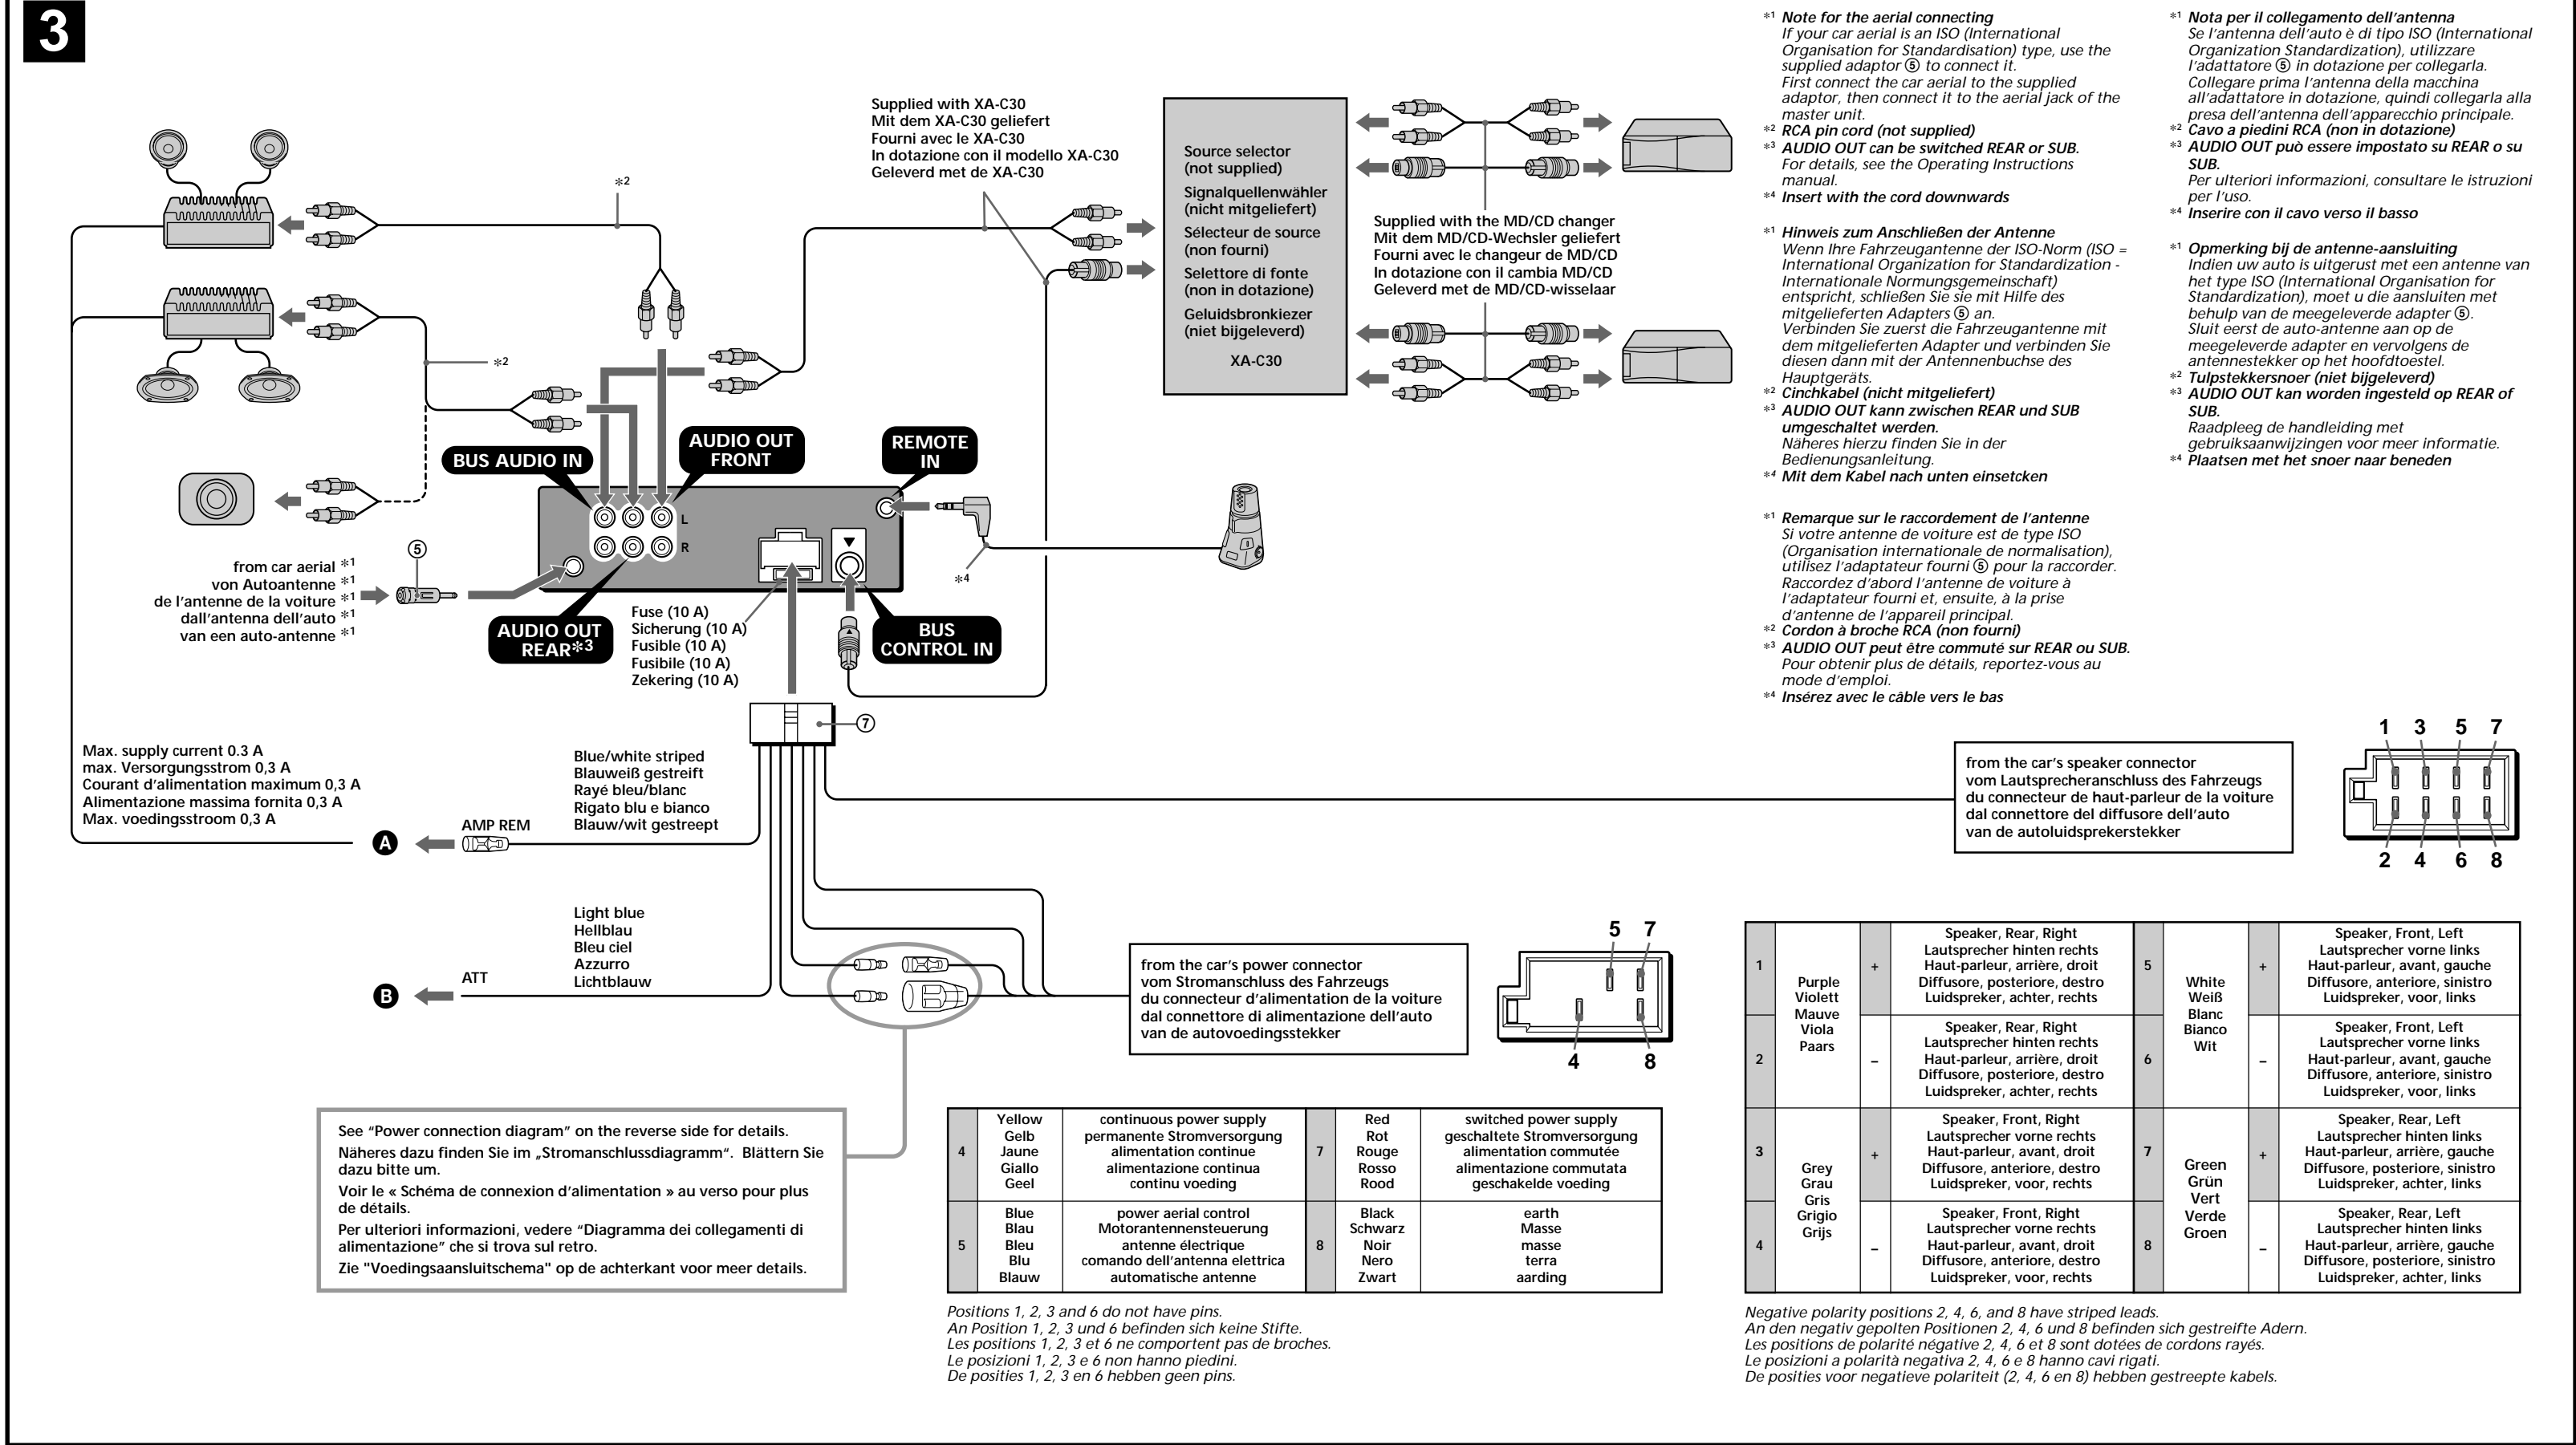 3
Supplied with XA-C30
Mit dem XA-C30 geliefert
Fourni avec le XA-C30
In dotazione con il modello XA-C30
Geleverd met de XA-C30
*2
*2
Source selector
(not supplied)
Signalquellenwähler
(nicht mitgeliefert)
Sélecteur de source
(non fourni)
Selettore di fonte
(non in dotazione)
Geluidsbronkiezer
(niet bijgeleverd)
XA-C30
Supplied with the MD/CD changer
Mit dem MD/CD-Wechsler geliefert
Fourni avec le changeur de MD/CD
In dotazione con il cambia MD/CD
Geleverd met de MD/CD-wisselaar
BUS AUDIO IN
AUDIO OUT
FRONT
REMOTE
IN
L
R
*4
5
from car aerial *1
von Autoantenne *1
de l'antenne de la voiture *1
dall'antenna dell'auto *1
van een auto-antenne *1
AUDIO OUT
REAR*3
Fuse (10 A)
Sicherung (10 A)
Fusible (10 A)
Fusibile (10 A)
Zekering (10 A)
BUS
CONTROL IN
7
Max. supply current 0.3 A
max. Versorgungsstrom 0,3 A
Courant d'alimentation maximum 0,3 A
Alimentazione massima fornita 0,3 A
Max. voedingsstroom 0,3 A
Blue/white striped
Blauweiß gestreift
Rayé bleu/blanc
Rigato blu e bianco
Blauw/wit gestreept
A
AMP REM
Light blue
Hellblau
Bleu ciel
Azzurro
Lichtblauw
B
ATT
from the car's power connector
vom Stromanschluss des Fahrzeugs
du connecteur d'alimentation de la voiture
dal connettore di alimentazione dell'auto
van de autovoedingsstekker
5 7
4 8
See “Power connection diagram” on the reverse side for details.
Näheres dazu finden Sie im „Stromanschlussdiagramm“. Blättern Sie
dazu bitte um.
Voir le « Schéma de connexion d'alimentation » au verso pour plus
de détails.
Per ulteriori informazioni, vedere “Diagramma dei collegamenti di
alimentazione” che si trova sul retro.
Zie "Voedingsaansluitschema" op de achterkant voor meer details.
4
Yellow
Gelb
Jaune
Giallo
Geel
continuous power supply
permanente Stromversorgung
alimentation continue
alimentazione continua
continu voeding
7
Red
Rot
Rouge
Rosso
Rood
switched power supply
geschaltete Stromversorgung
alimentation commutée
alimentazione commutata
geschakelde voeding
5
Blue
Blau
Bleu
Blu
Blauw
power aerial control
Motorantennensteuerung
antenne électrique
comando dell'antenna elettrica
automatische antenne
8
Black
Schwarz
Noir
Nero
Zwart
earth
Masse
masse
terra
aarding
Positions 1, 2, 3 and 6 do not have pins.
An Position 1, 2, 3 und 6 befinden sich keine Stifte.
Les positions 1, 2, 3 et 6 ne comportent pas de broches.
Le posizioni 1, 2, 3 e 6 non hanno piedini.
De posities 1, 2, 3 en 6 hebben geen pins.
*1 Note for the aerial connecting
If your car aerial is an ISO (International
Organisation for Standardisation) type, use the
supplied adaptor 5 to connect it.
First connect the car aerial to the supplied
adaptor, then connect it to the aerial jack of the
master unit.
*2 RCA pin cord (not supplied)
*3 AUDIO OUT can be switched REAR or SUB.
For details, see the Operating Instructions
manual.
*4 Insert with the cord downwards
*1 Hinweis zum Anschließen der Antenne
Wenn Ihre Fahrzeugantenne der ISO-Norm (ISO =
International Organization for Standardization -
Internationale Normungsgemeinschaft)
entspricht, schließen Sie sie mit Hilfe des
mitgelieferten Adapters 5 an.
Verbinden Sie zuerst die Fahrzeugantenne mit
dem mitgelieferten Adapter und verbinden Sie
diesen dann mit der Antennenbuchse des
Hauptgeräts.
*2 Cinchkabel (nicht mitgeliefert)
*3 AUDIO OUT kann zwischen REAR und SUB
umgeschaltet werden.
Näheres hierzu finden Sie in der
Bedienungsanleitung.
*4 Mit dem Kabel nach unten einsetcken
*1 Remarque sur le raccordement de l'antenne
Si votre antenne de voiture est de type ISO
(Organisation internationale de normalisation),
utilisez l'adaptateur fourni 5 pour la raccorder.
Raccordez d'abord l'antenne de voiture à
l'adaptateur fourni et, ensuite, à la prise
d'antenne de l'appareil principal.
*2 Cordon à broche RCA (non fourni)
*3 AUDIO OUT peut être commuté sur REAR ou SUB.
Pour obtenir plus de détails, reportez-vous au
mode d'emploi.
*4 Insérez avec le câble vers le bas
*1 Nota per il collegamento dell'antenna
Se l'antenna dell'auto è di tipo ISO (International
Organization Standardization), utilizzare
l'adattatore 5 in dotazione per collegarla.
Collegare prima l'antenna della macchina
all'adattatore in dotazione, quindi collegarla alla
presa dell'antenna dell'apparecchio principale.
*2 Cavo a piedini RCA (non in dotazione)
*3 AUDIO OUT può essere impostato su REAR o su
SUB.
Per ulteriori informazioni, consultare le istruzioni
per l'uso.
*4 Inserire con il cavo verso il basso
*1 Opmerking bij de antenne-aansluiting
Indien uw auto is uitgerust met een antenne van
het type ISO (International Organisation for
Standardization), moet u die aansluiten met
behulp van de meegeleverde adapter 5.
Sluit eerst de auto-antenne aan op de
meegeleverde adapter en vervolgens de
antennestekker op het hoofdtoestel.
*2 Tulpstekkersnoer (niet bijgeleverd)
*3 AUDIO OUT kan worden ingesteld op REAR of
SUB.
Raadpleeg de handleiding met
gebruiksaanwijzingen voor meer informatie.
*4 Plaatsen met het snoer naar beneden
from the car's speaker connector
vom Lautsprecheranschluss des Fahrzeugs
du connecteur de haut-parleur de la voiture
dal connettore del diffusore dell'auto
van de autoluidsprekerstekker
1 3 5 7
2 4 6 8
1
Purple
Violett
Mauve
Viola
Paars
+
Speaker, Rear, Right
Lautsprecher hinten rechts
Haut-parleur, arrière, droit
Diffusore, posteriore, destro
Luidspreker, achter, rechts
5
White
Weiß
Blanc
Bianco
Wit
+
Speaker, Front, Left
Lautsprecher vorne links
Haut-parleur, avant, gauche
Diffusore, anteriore, sinistro
Luidspreker, voor, links
2
–
Speaker, Rear, Right
Lautsprecher hinten rechts
Haut-parleur, arrière, droit
Diffusore, posteriore, destro
Luidspreker, achter, rechts
6
–
Speaker, Front, Left
Lautsprecher vorne links
Haut-parleur, avant, gauche
Diffusore, anteriore, sinistro
Luidspreker, voor, links
3
Grey
Grau
Gris
Grigio
Grijs
+
Speaker, Front, Right
Lautsprecher vorne rechts
Haut-parleur, avant, droit
Diffusore, anteriore, destro
Luidspreker, voor, rechts
7
Green
Grün
Vert
Verde
Groen
+
Speaker, Rear, Left
Lautsprecher hinten links
Haut-parleur, arrière, gauche
Diffusore, posteriore, sinistro
Luidspreker, achter, links
4
–
Speaker, Front, Right
Lautsprecher vorne rechts
Haut-parleur, avant, droit
Diffusore, anteriore, destro
Luidspreker, voor, rechts
8
–
Speaker, Rear, Left
Lautsprecher hinten links
Haut-parleur, arrière, gauche
Diffusore, posteriore, sinistro
Luidspreker, achter, links
Negative polarity positions 2, 4, 6, and 8 have striped leads.
An den negativ gepolten Positionen 2, 4, 6 und 8 befinden sich gestreifte Adern.
Les positions de polarité négative 2, 4, 6 et 8 sont dotées de cordons rayés.
Le posizioni a polarità negativa 2, 4, 6 e 8 hanno cavi rigati.
De posities voor negatieve polariteit (2, 4, 6 en 8) hebben gestreepte kabels.